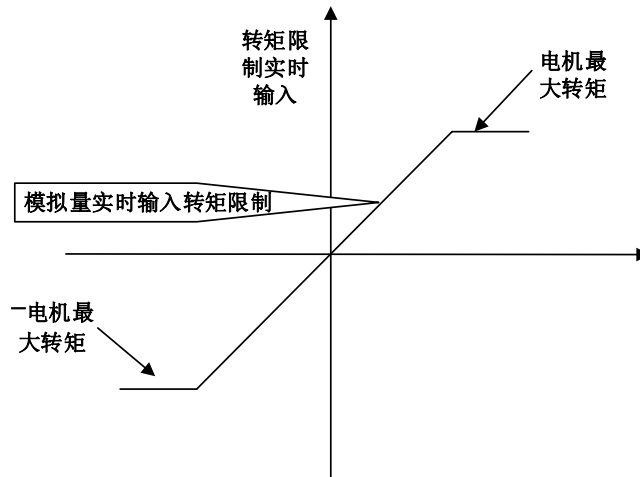 转矩限
制实时
输入
电机最
大转矩
模拟量实时输入转矩限制
一电机最
大转矩